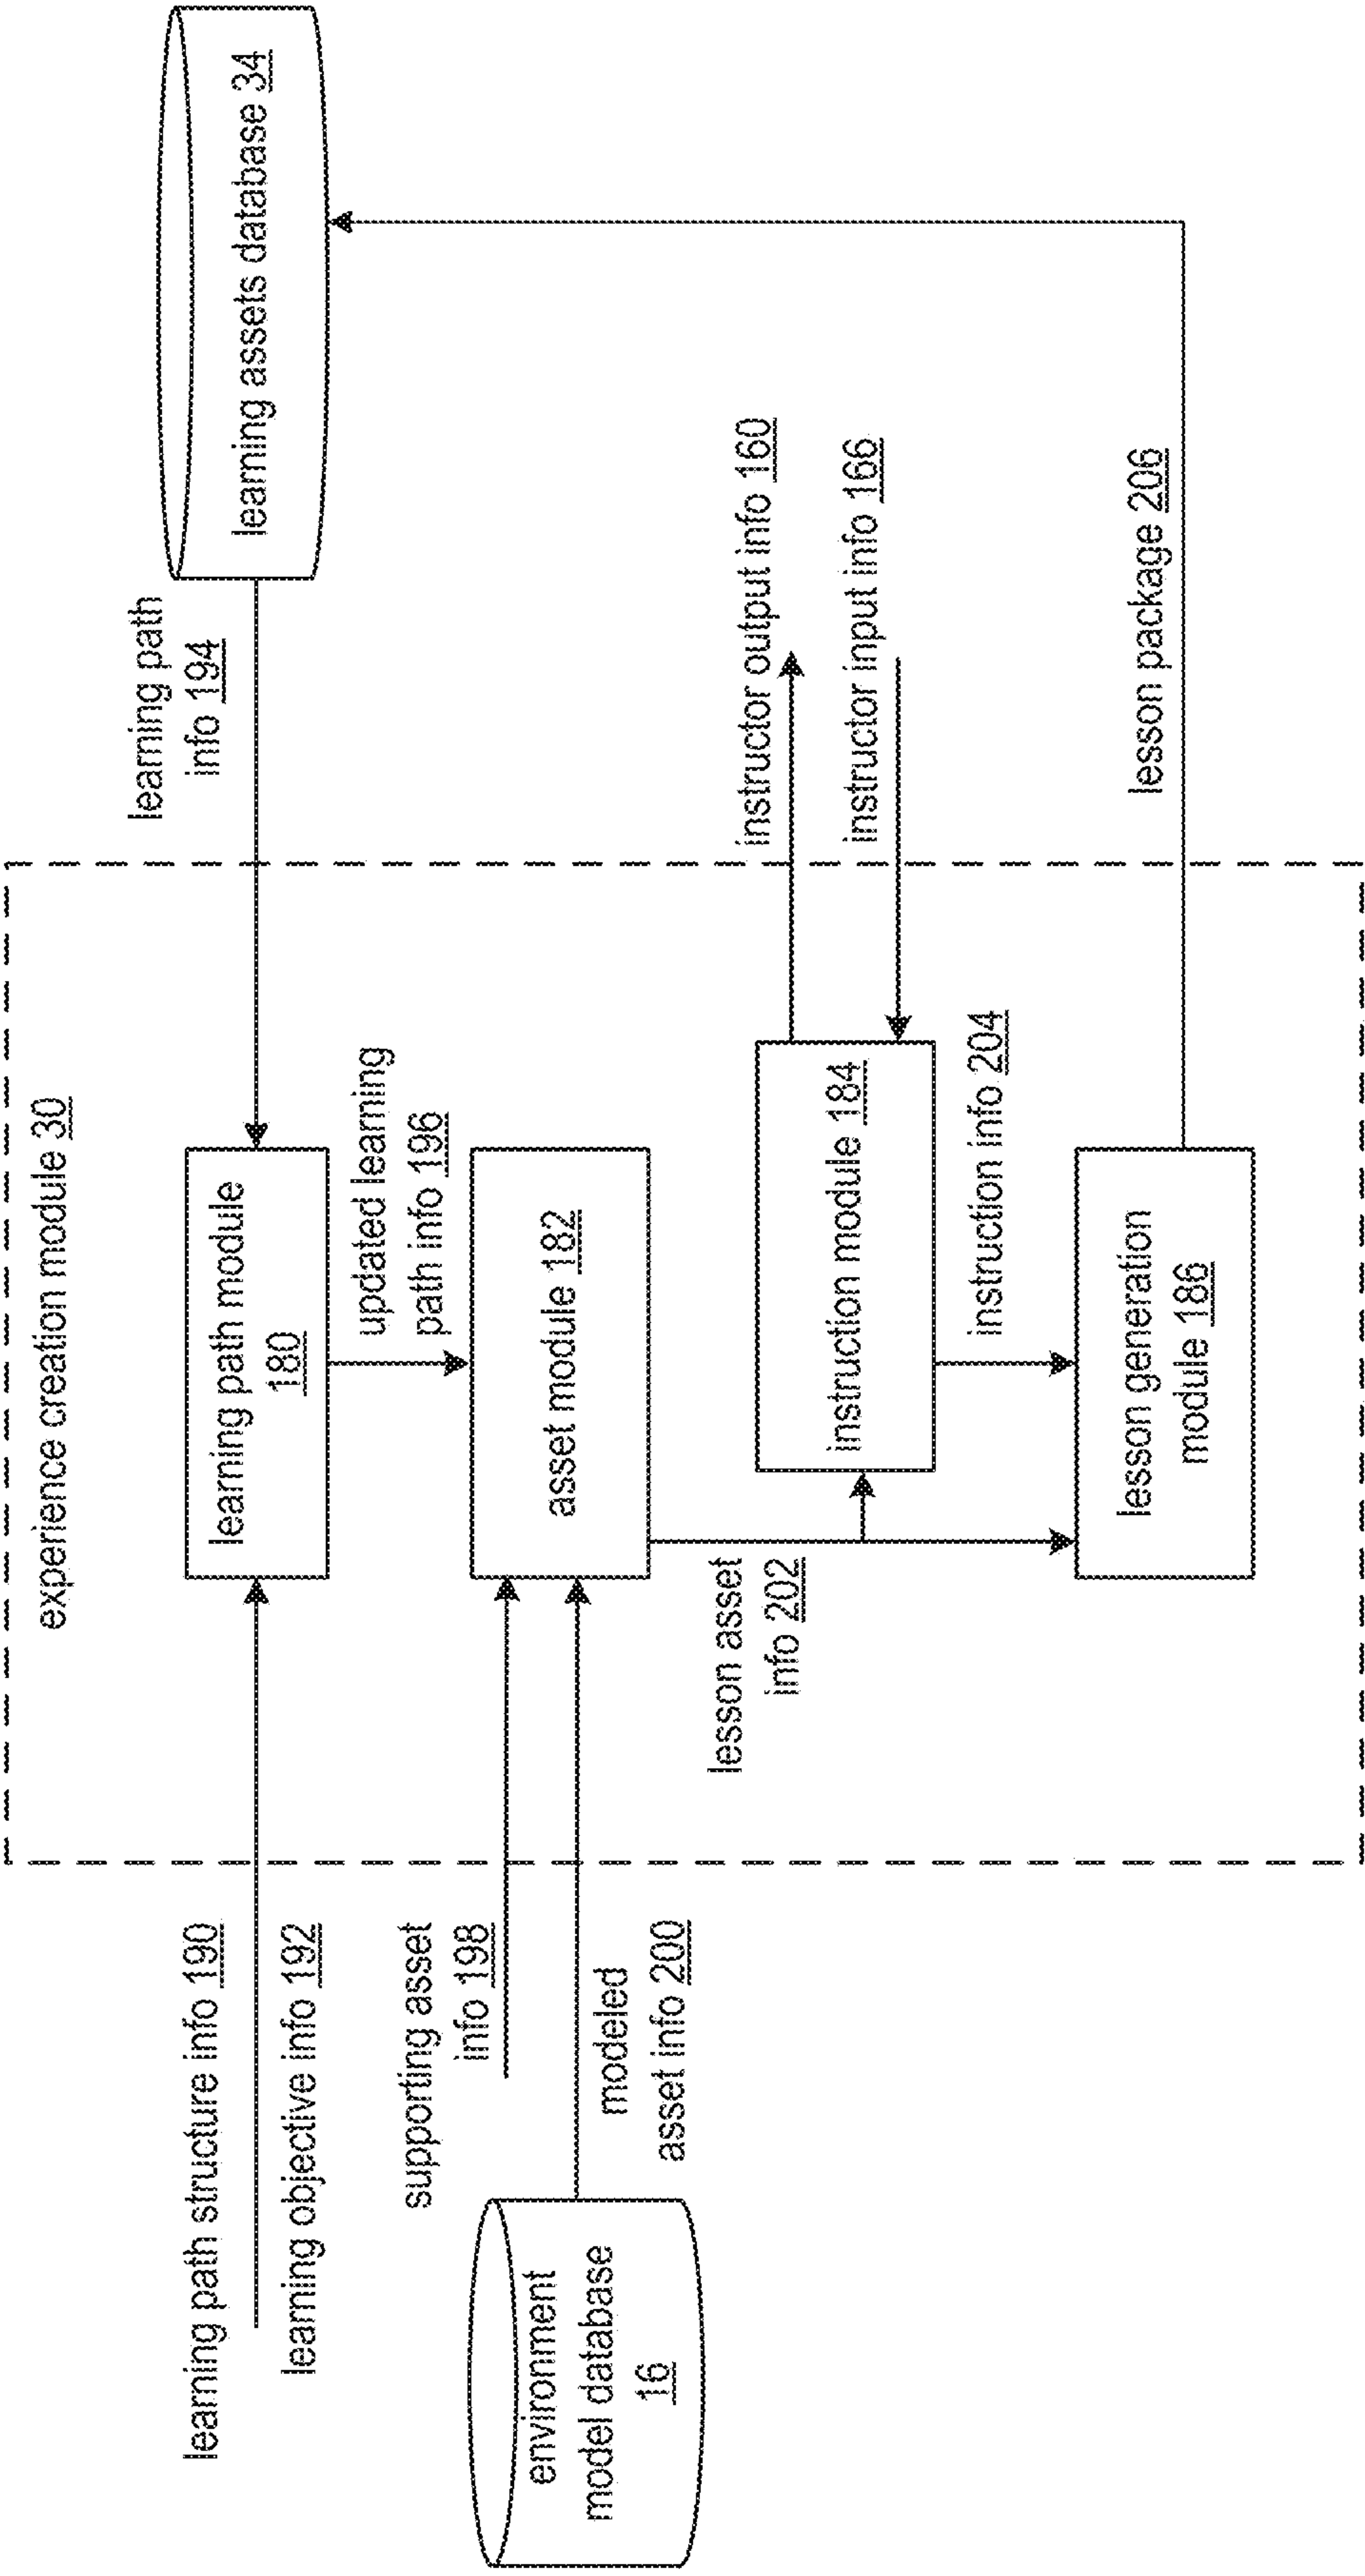 experience creation module 30
learning path structure info 190
learning objective info 192
learning path module
180
learning path
info 194
learning assets database 34
updated learning
path info 196
supporting asset
info 198
asset module 182
environment
model database
16
modeled
asset info 200
lesson asset
info 202
instruction module 184
instructor output info 160
instructor input info 166
instruction info 204
lesson generation
module 186
lesson package 206